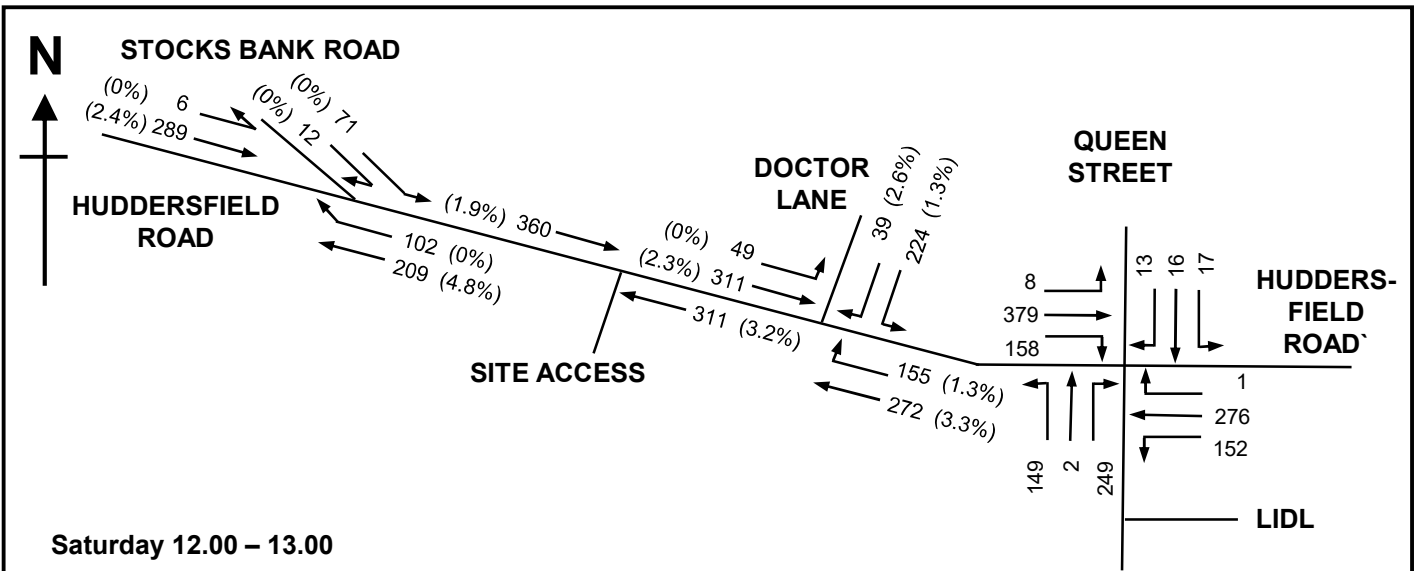 N
STOCKS BANK ROAD
(0%) 6
(2.4%) 289
(0%) 12
(0%) 71
HUDDERSFIELD
ROAD
102 (0%)
209 (4.8%)
(1.9%) 360
SITE ACCESS
311 (3.2%)
(0%) 49
(2.3%) 311
DOCTOR
LANE
39 (2.6%)
224 (1.3%)
155 (1.3%)
272 (3.3%)
QUEEN
STREET
8
379
158
13
16
17
HUDDERS-
FIELD
ROAD`
1
276
152
149
2
249
LIDL
Saturday 12.00 – 13.00